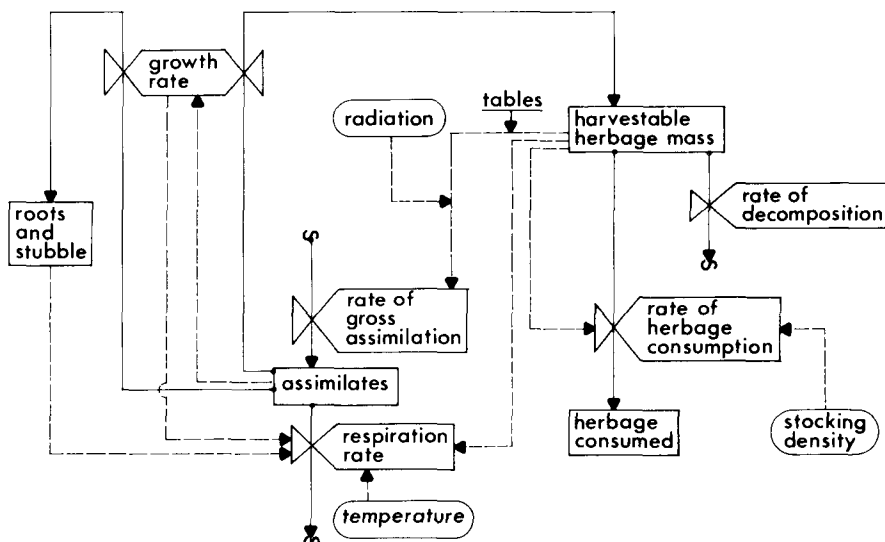 growth
rate
tables
radiation
harvestable
herbage mass
roots
and
stubble
rate of
decomposition
rate of
gross
assimilation
rate of
herbage
consumption
assimilates
respiration
rate
herbage
consumed
stocking
density
temperature